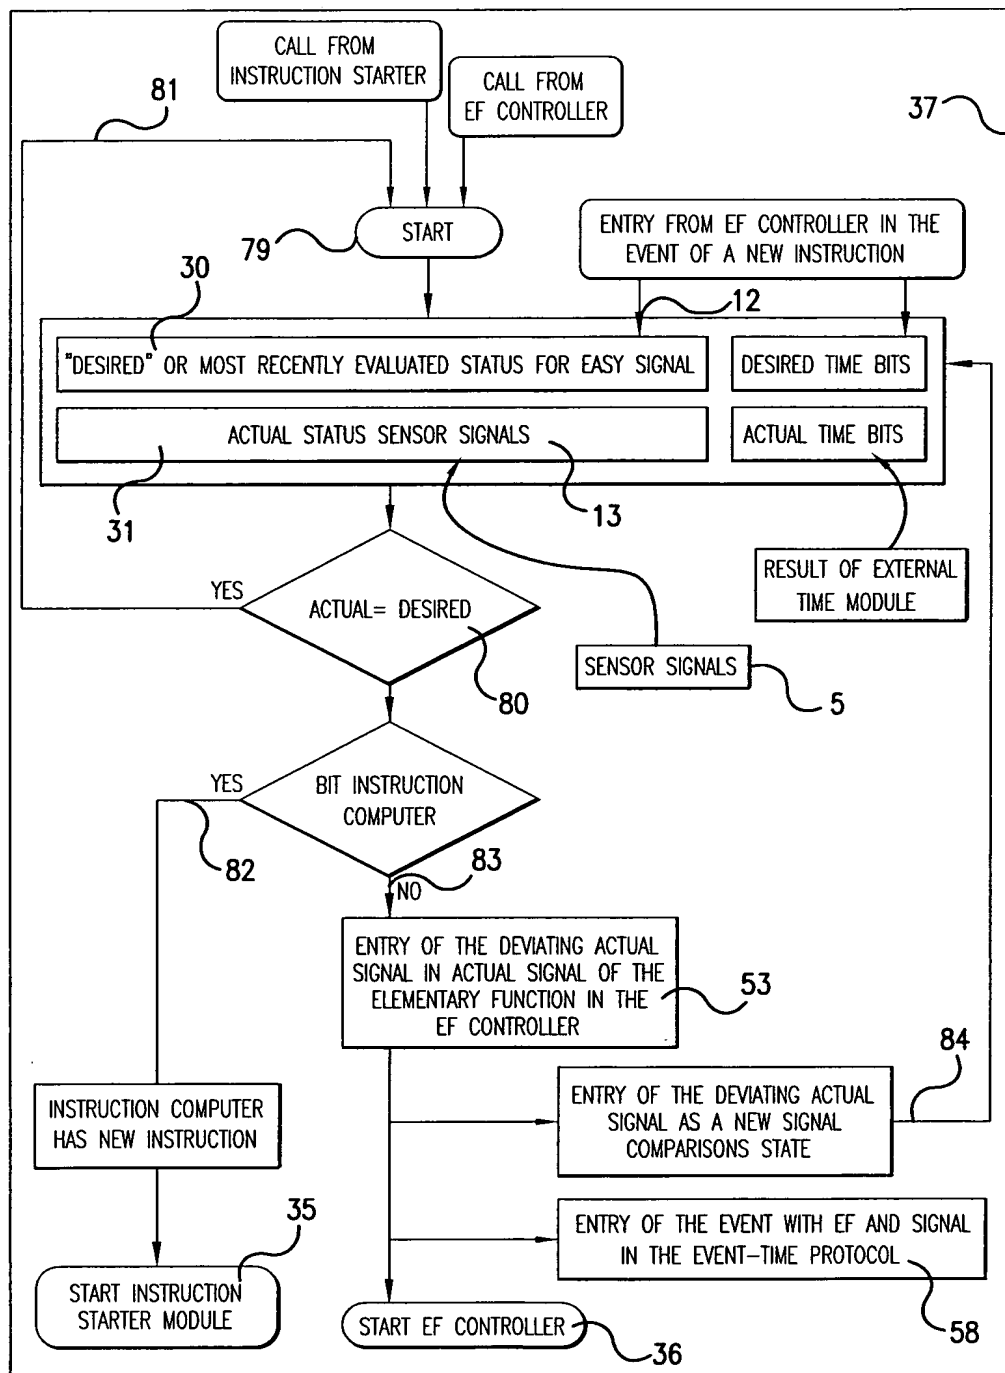 CALL FROM
INSTRUCTION STARTER
CALL FROM
EF CONTROLLER
81
37
START
79
ENTRY FROM EF CONTROLLER IN THE
EVENT OF A NEW INSTRUCTION
30
12
"DESIRED" OR MOST RECENTLY EVALUATED STATUS FOR EASY SIGNAL
DESIRED TIME BITS
ACTUAL STATUS SENSOR SIGNALS
ACTUAL TIME BITS
31
13
YES
ACTUAL= DESIRED
80
RESULT OF EXTERNAL
TIME MODULE
SENSOR SIGNALS
5
YES
BIT INSTRUCTION
COMPUTER
82
83
NO
ENTRY OF THE DEVIATING ACTUAL
SIGNAL IN ACTUAL SIGNAL OF THE
ELEMENTARY FUNCTION IN THE
EF CONTROLLER
53
84
INSTRUCTION COMPUTER
HAS NEW INSTRUCTION
ENTRY OF THE DEVIATING ACTUAL
SIGNAL AS A NEW SIGNAL
COMPARISONS STATE
ENTRY OF THE EVENT WITH EF AND SIGNAL
IN THE EVENT-TIME PROTOCOL
58
35
START INSTRUCTION
STARTER MODULE
START EF CONTROLLER
36